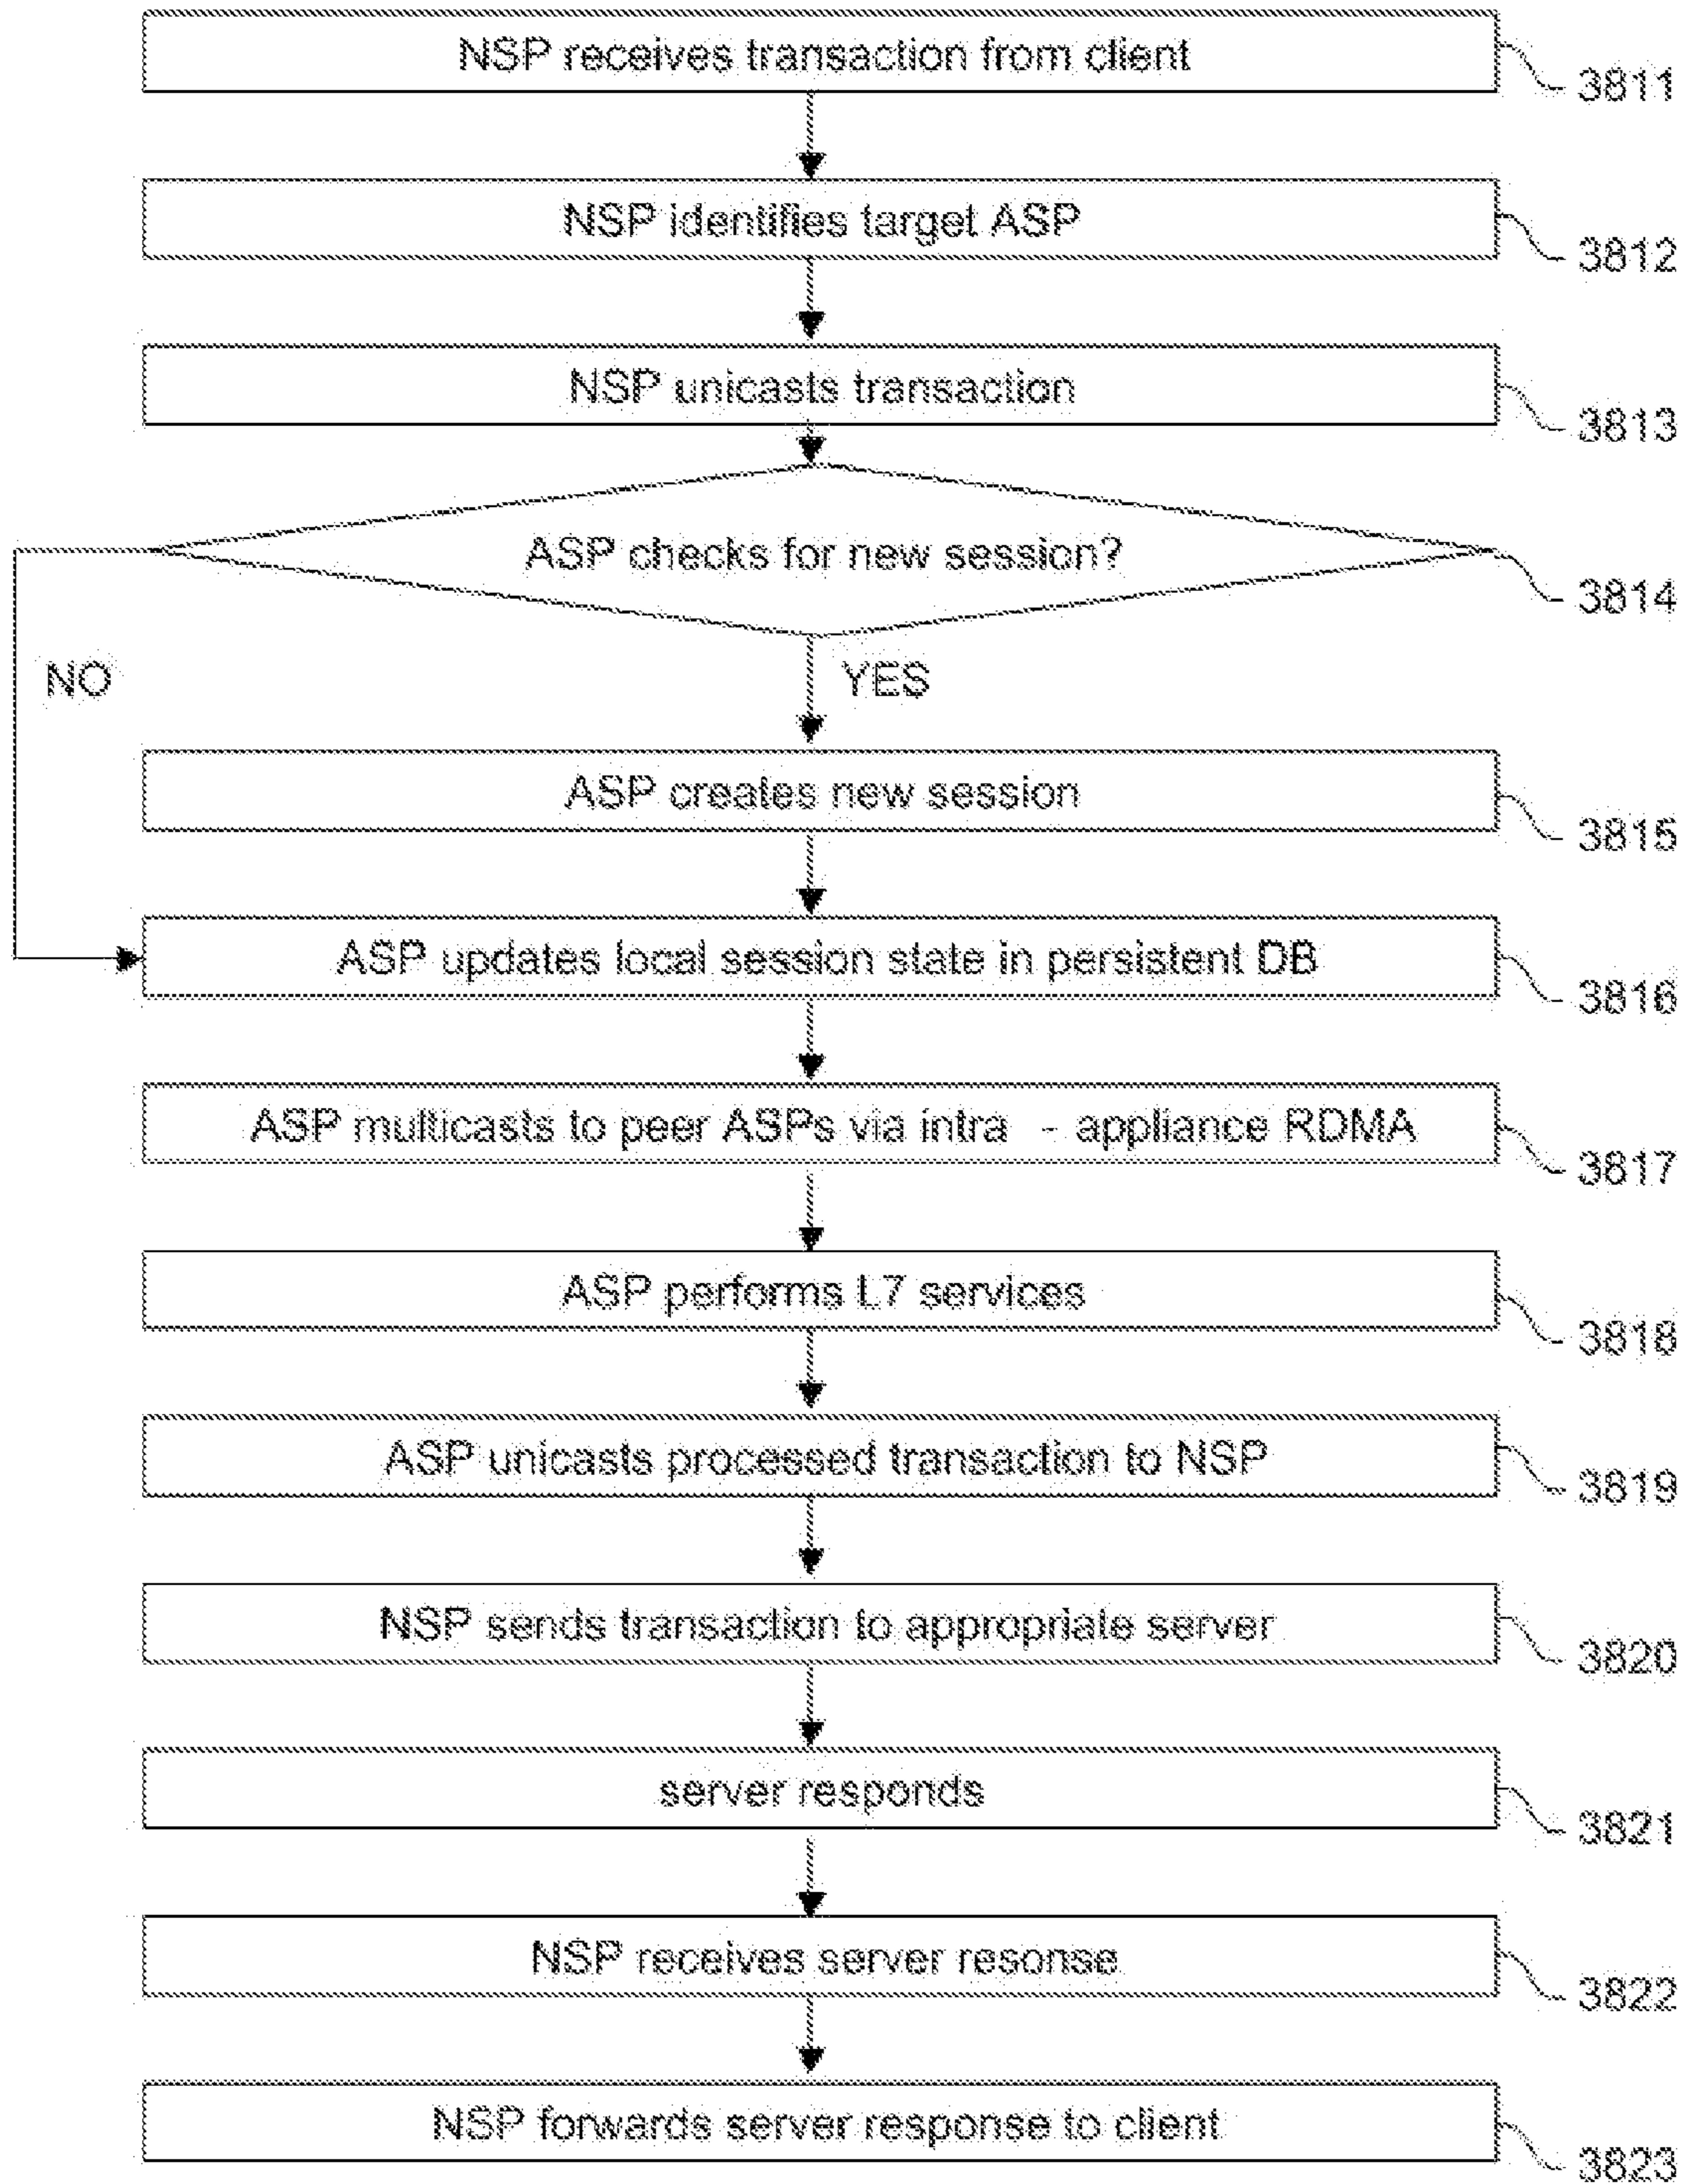 NSP receives transaction from client
3811
NSP identifies target ASP
3812
NSP unicasts transaction
3813
ASP checks for new session?
3814
NO
YES
ASP creates new session
3815
ASP updates local session state in persistent DB
3816
ASP multicasts to peer ASPs via intra - appliance RDMA
3817
ASP performs L7 services
3818
ASP unicasts processed transaction to NSP
3819
NSP sends transaction to appropriate server
3820
server responds
3821
NSP receives server resonse
3822
NSP forwards server response to client
3823